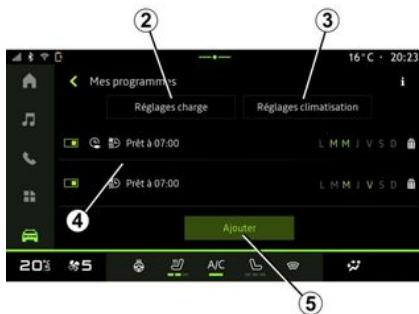 2 3
16°C · 20:23
Mes programmes i
Réglages charge Réglages climatisation
Prêt à 07:00 L M M J V S D
Prêt à 07:00 L M M J V S D
4
Ajouter
20 5 A/C
5